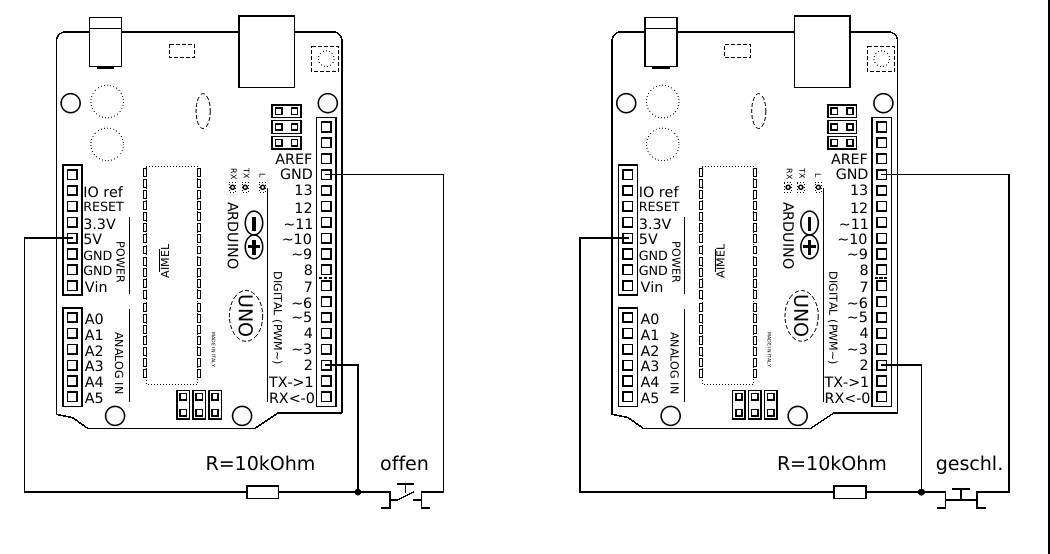 AREF
GND
13
12
~11
~10
~9
8
7
~6
~5
4
~3
2
TX->1
RX<-0
IO ref
RESET
3.3V
5V
GND
GND
Vin
POWER
A0
A1
A2
A3
A4
A5
ANALOG IN
RX
TX
L
ARDUINO
UNO
DIGITAL (PWM~)
MADE IN ITALY
R=10kOhm
offen
AREF
GND
13
12
~11
~10
~9
8
7
~6
~5
4
~3
2
TX->1
RX<-0
IO ref
RESET
3.3V
5V
GND
GND
Vin
POWER
A0
A1
A2
A3
A4
A5
ANALOG IN
RX
TX
L
ARDUINO
UNO
DIGITAL (PWM~)
MADE IN ITALY
R=10kOhm
geschl.